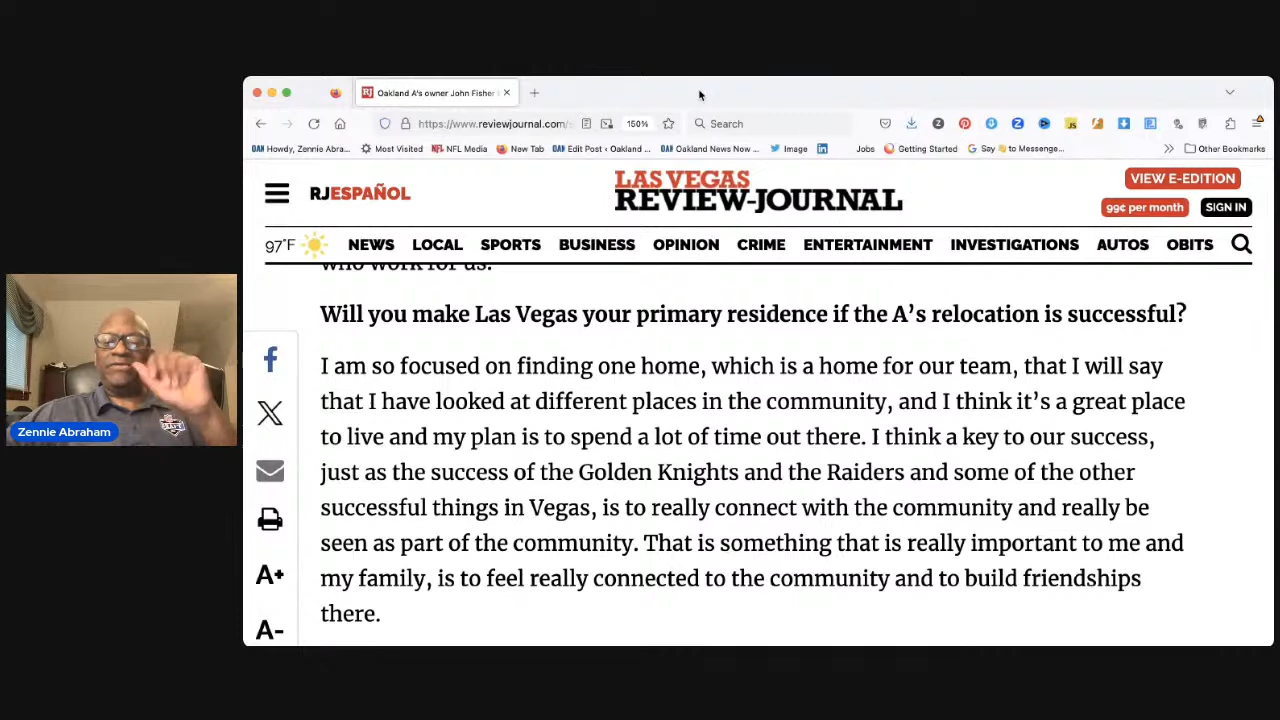 Oakland A's owner John Fisher
https://www.reviewjournal.com/s
150%
Search
Howdy, Zennie Abra...
Most Visited
NFL Media
New Tab
Edit Post ‹ Oakland ...
Oakland News Now ...
Image
Jobs
Getting Started
Say 👋 to Messenge...
Other Bookmarks
RJESPAÑOL
LAS VEGAS
REVIEW-JOURNAL
VIEW E-EDITION
99¢ per month
SIGN IN
97°F
NEWS LOCAL SPORTS BUSINESS OPINION CRIME ENTERTAINMENT INVESTIGATIONS AUTOS OBITS
who work for us.
Will you make Las Vegas your primary residence if the A's relocation is successful?
I am so focused on finding one home, which is a home for our team, that I will say
that I have looked at different places in the community, and I think it's a great place
to live and my plan is to spend a lot of time out there. I think a key to our success,
just as the success of the Golden Knights and the Raiders and some of the other
successful things in Vegas, is to really connect with the community and really be
seen as part of the community. That is something that is really important to me and
my family, is to feel really connected to the community and to build friendships
there.
A+
A-
Zennie Abraham